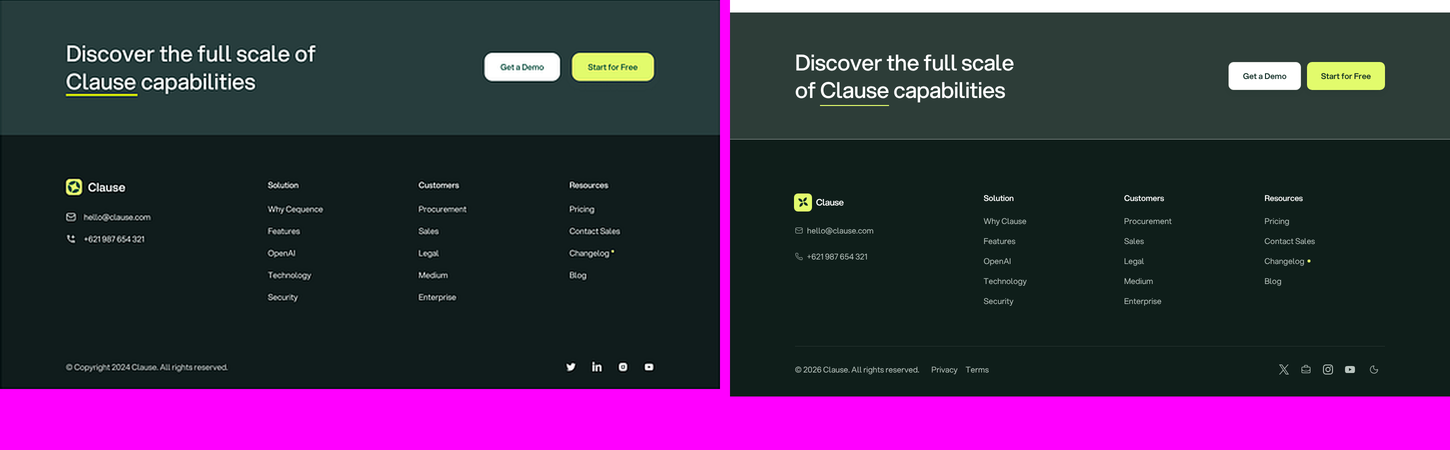 Discover the full scale of
Clause capabilities
Get a Demo
Start for Free
Clause
hello@clause.com
+621 987 654 321
Solution
Why Cequence
Features
OpenAI
Technology
Security
Customers
Procurement
Sales
Legal
Medium
Enterprise
Resources
Pricing
Contact Sales
Changelog
Blog
© Copyright 2024 Clause. All rights reserved.
Discover the full scale
of Clause capabilities
Get a Demo
Start for Free
Clause
hello@clause.com
+621 987 654 321
Solution
Why Clause
Features
OpenAI
Technology
Security
Customers
Procurement
Sales
Legal
Medium
Enterprise
Resources
Pricing
Contact Sales
Changelog
Blog
© 2026 Clause. All rights reserved. Privacy Terms